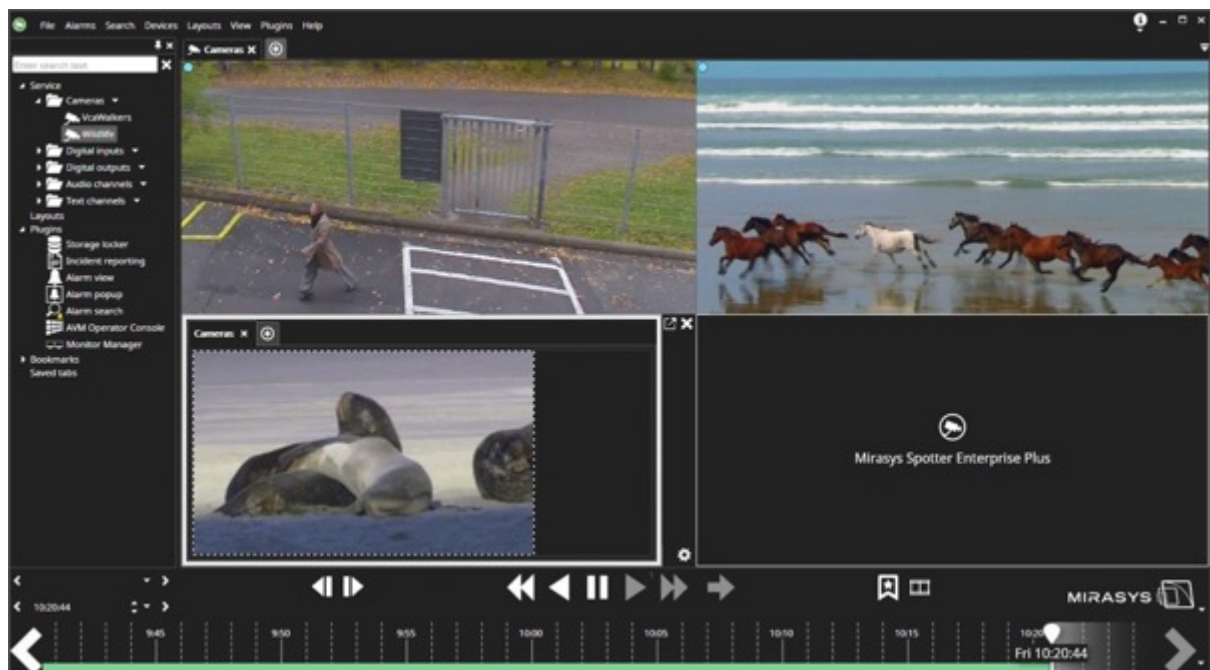 File Alarms Search Devices Layouts View Plugins Help
Cameras
Enter search text
Service
Cameras
VcaWalkers
Wildlife
Digital inputs
Digital outputs
Audio channels
Text channels
Layouts
Plugins
Storage locker
Incident reporting
Alarm view
Alarm popup
Alarm search
AVM Operator Console
Monitor Manager
Bookmarks
Saved tabs
Cameras
Mirasys Spotter Enterprise Plus
MIRASYS
10:20:44
9:45 9:50 9:55 10:00 10:05 10:10 10:15 10:20
Fri 10:20:44